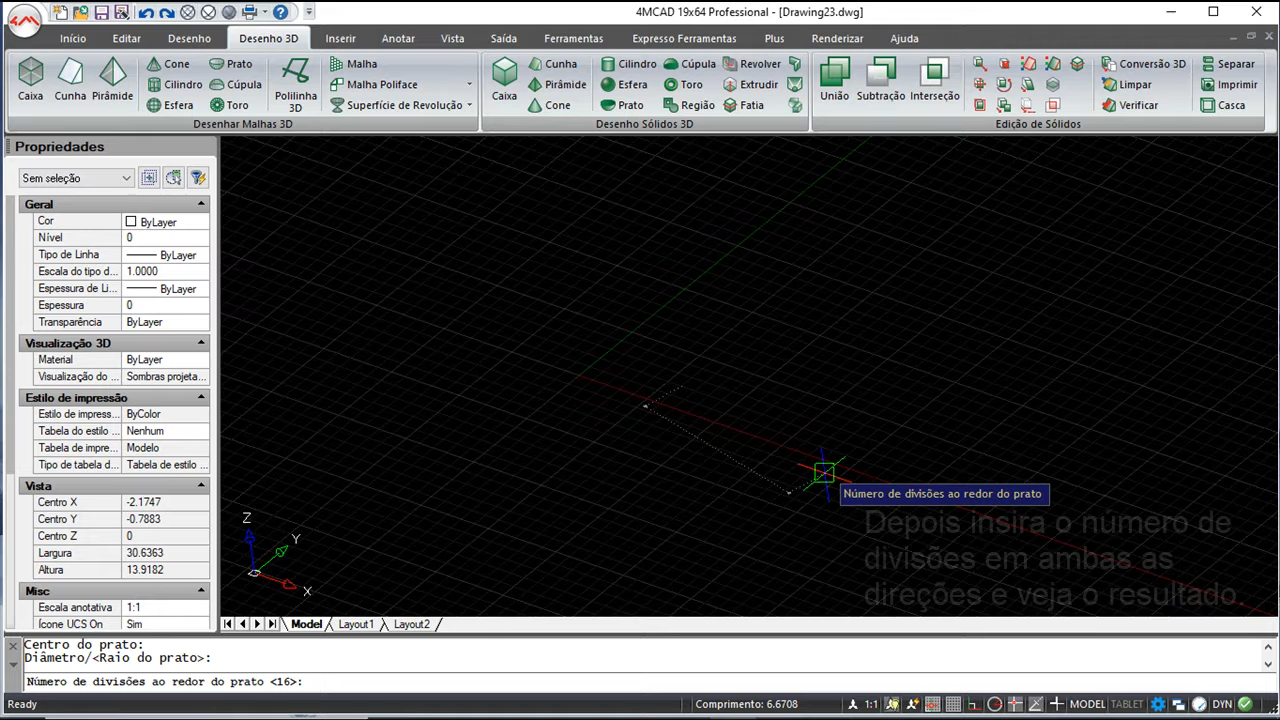 4MCAD 19x64 Professional - [Drawing23.dwg]
Início Editar Desenho Desenho 3D Inserir Anotar Vista Saída Ferramentas Expresso Ferramentas Plus Renderizar Ajuda
Caixa Cunha Pirâmide
Cone Prato
Cilindro Cúpula
Esfera Toro
Polilinha 3D
Malha
Malha Polifac.
Superfície de Revolução
Desenhar Malhas 3D
Caixa
Cunha Cilindro Cúpula Revolver
Pirâmide Esfera Toro Extrudir
Cone Prato Região Fatia
Desenho Sólidos 3D
União Subtração Interseção
Conversão 3D Separar
Limpar Imprimir
Verificar Casca
Edição de Sólidos
Propriedades
Sem seleção
Geral
Cor ByLayer
Nível 0
Tipo de Linha ByLayer
Escala do tipo d... 1.0000
Espessura de Li... ByLayer
Espessura 0
Transparência ByLayer
Visualização 3D
Material ByLayer
Visualização do ... Sombras projeta...
Estilo de impressão
Estilo de impress... ByColor
Tabela do estilo ... Nenhum
Tabela de impre... Modelo
Tipo de tabela d... Tabela de estilo ...
Vista
Centro X -2.1747
Centro Y -0.7883
Centro Z 0
Largura 30.6363
Altura 13.9182
Misc
Escala anotativa 1:1
Ícone UCS On Sim
Z
Y
X
Número de divisões ao redor do prato
Depois insira o número de
divisões em ambas as
direções e veja o resultado.
Model Layout1 Layout2
Centro do prato:
Diâmetro/<Raio do prato>:
Número de divisões ao redor do prato <16>:
Ready Comprimento: 6.6708 1:1 MODEL TABLET DYN